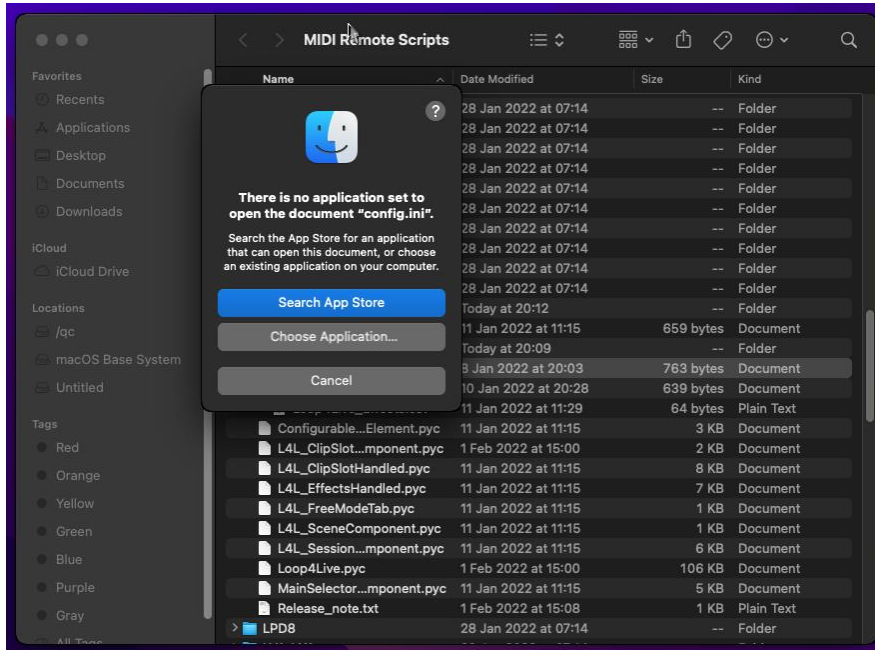 MIDI Remote Scripts
Favorites
Recents
Applications
Desktop
Documents
Downloads
iCloud
iCloud Drive
Locations
/qc
macOS Base System
Untitled
Tags
Red
Orange
Yellow
Green
Blue
Purple
Gray
All Tags
?
There is no application set to
open the document “config.ini”.
Search the App Store for an application
that can open this document, or choose
an existing application on your computer.
Search App Store
Choose Application...
Cancel
Name Date Modified Size Kind
28 Jan 2022 at 07:14 -- Folder
28 Jan 2022 at 07:14 -- Folder
28 Jan 2022 at 07:14 -- Folder
28 Jan 2022 at 07:14 -- Folder
28 Jan 2022 at 07:14 -- Folder
28 Jan 2022 at 07:14 -- Folder
28 Jan 2022 at 07:14 -- Folder
28 Jan 2022 at 07:14 -- Folder
28 Jan 2022 at 07:14 -- Folder
28 Jan 2022 at 07:14 -- Folder
Today at 20:12 -- Folder
11 Jan 2022 at 11:15 659 bytes Document
Today at 20:09 -- Folder
8 Jan 2022 at 20:03 763 bytes Document
10 Jan 2022 at 20:28 639 bytes Document
11 Jan 2022 at 11:29 64 bytes Plain Text
Configurable...Element.pyc 11 Jan 2022 at 11:15 3 KB Document
L4L_ClipSlot...mponent.pyc 1 Feb 2022 at 15:00 2 KB Document
L4L_ClipSlotHandled.pyc 11 Jan 2022 at 11:15 8 KB Document
L4L_EffectsHandled.pyc 11 Jan 2022 at 11:15 7 KB Document
L4L_FreeModeTab.pyc 11 Jan 2022 at 11:15 1 KB Document
L4L_SceneComponent.pyc 11 Jan 2022 at 11:15 1 KB Document
L4L_Session...mponent.pyc 11 Jan 2022 at 11:15 6 KB Document
Loop4Live.pyc 1 Feb 2022 at 15:00 106 KB Document
MainSelector...mponent.pyc 11 Jan 2022 at 11:15 5 KB Document
Release_note.txt 1 Feb 2022 at 15:08 1 KB Plain Text
LPD8 28 Jan 2022 at 07:14 -- Folder